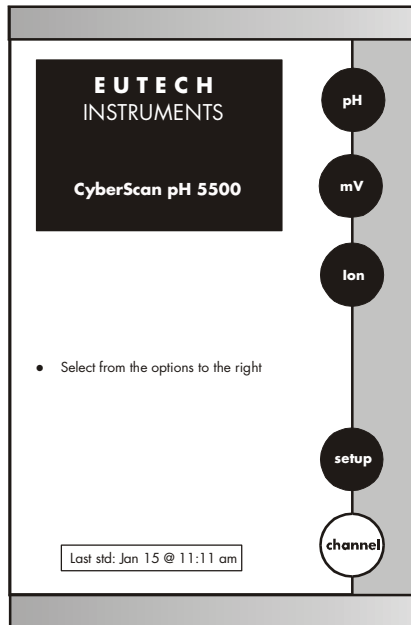 EUTECH
INSTRUMENTS
CyberScan pH 5500
pH
mV
Ion
• Select from the options to the right
setup
channel
Last std: Jan 15 @ 11:11 am